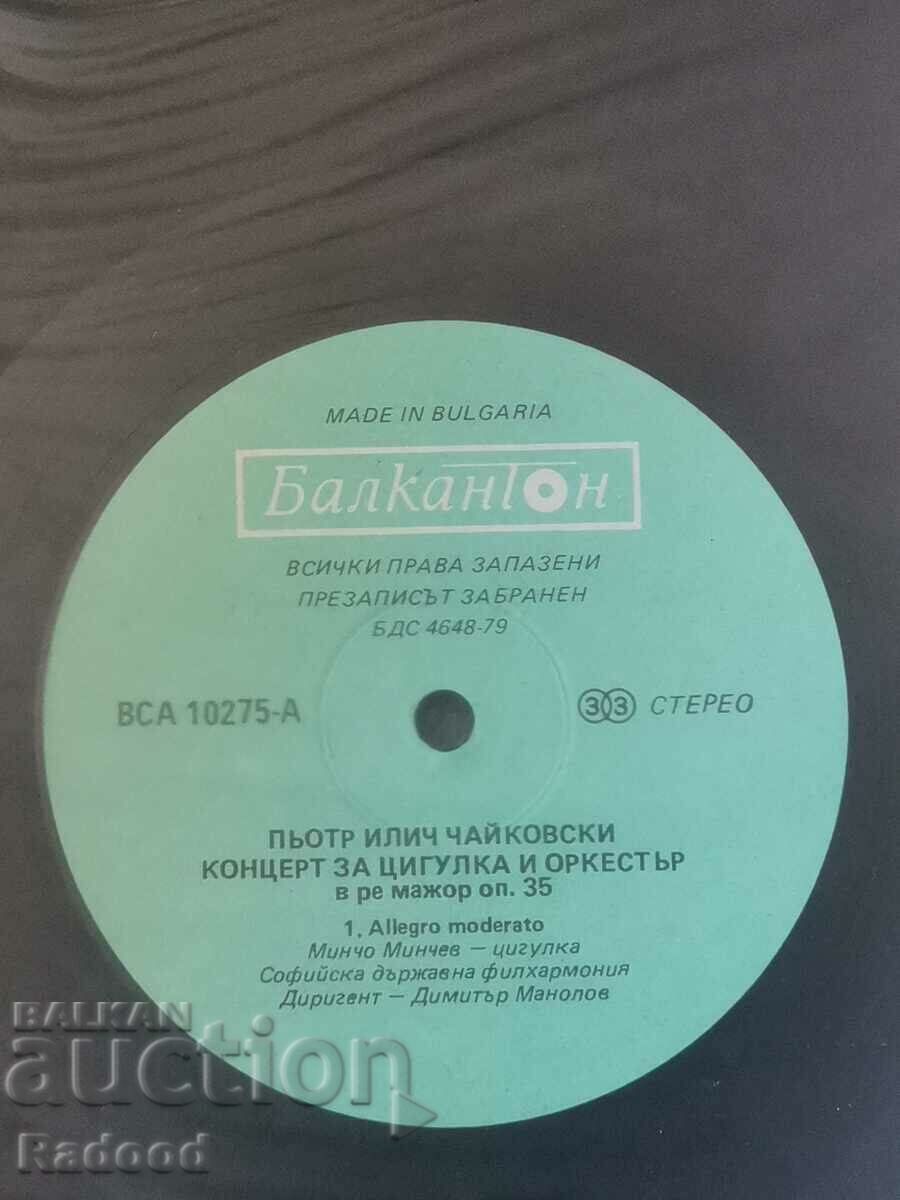 MADE IN BULGARIA
БалканТон
ВСИЧКИ ПРАВА ЗАПАЗЕНИ
ПРЕЗАПИСЪТ ЗАБРАНЕН
БДС 4648-79
ВСА 10275-А
33 СТЕРЕО
ПЬОТР ИЛИЧ ЧАЙКОВСКИ
КОНЦЕРТ ЗА ЦИГУЛКА И ОРКЕСТЪР
в ре мажор оп. 35
1. Allegro moderato
Минчо Минчев – цигулка
Софийска държавна филхармония
Диригент – Димитър Манолов
BALKAN
auction
Radood